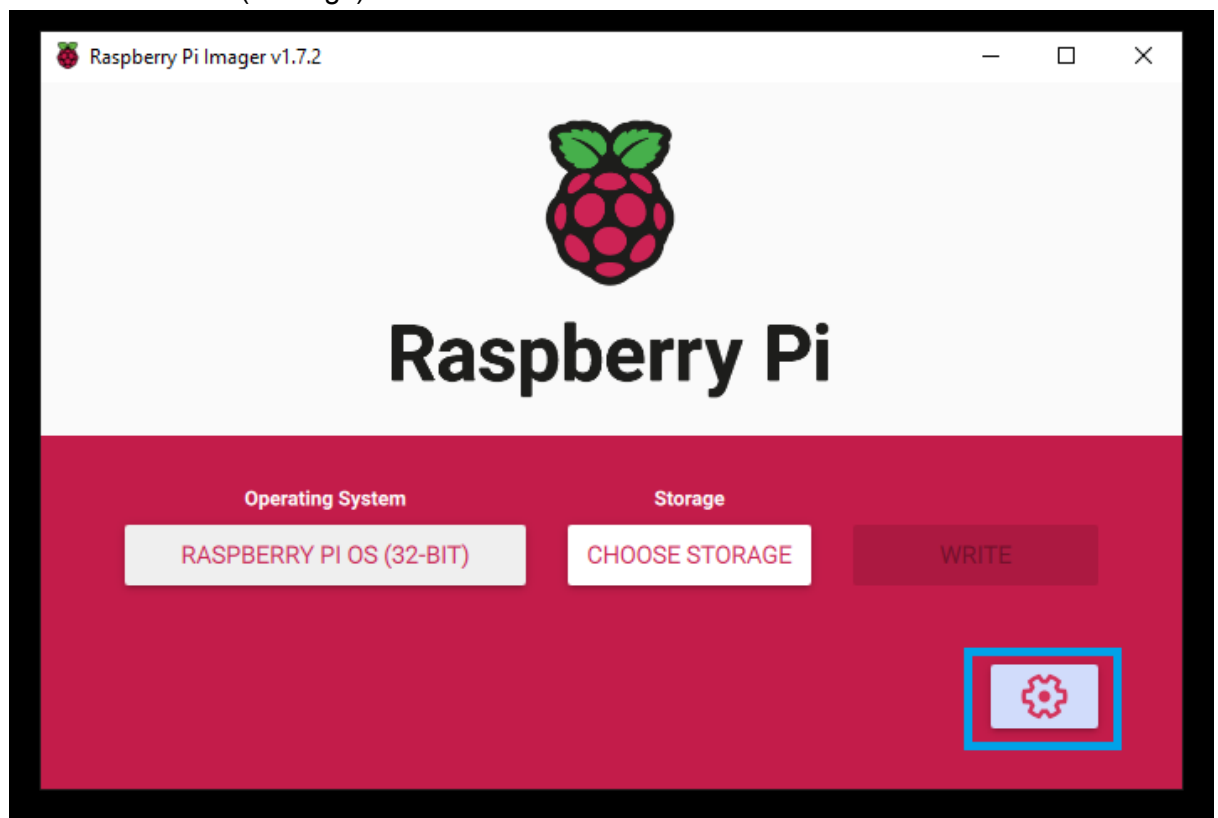 Raspberry Pi Imager v1.7.2
Raspberry Pi
Operating System
Storage
RASPBERRY PI OS (32-BIT)
CHOOSE STORAGE
WRITE